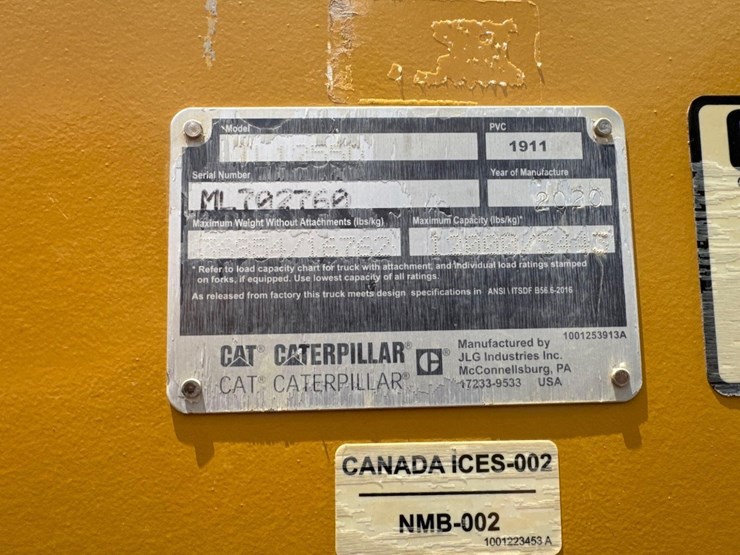 Model
PVC
1911
Serial Number
ML702760
Year of Manufacture
2020
Maximum Weight Without Attachments (lbs/kg)
Maximum Capacity (lbs/kg)*
* Refer to load capacity chart for truck with attachment, and individual load ratings stamped
on forks, if equipped. Use lowest capacity of all ratings.
As released from factory this truck meets design specifications in ANSI \ ITSDF B56.6-2016
1001253913A
CAT® CATERPILLAR®
CAT® CATERPILLAR®
Manufactured by
JLG Industries Inc.
McConnellsburg, PA
17233-9533 USA
CANADA ICES-002
NMB-002
1001223453 A